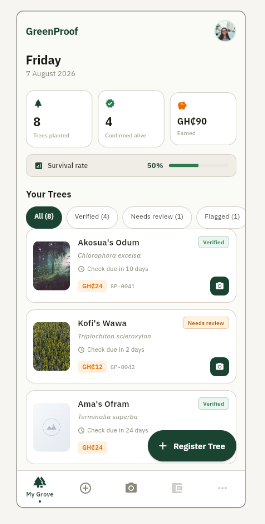 GreenProof
Friday
7 August 2026
8
Trees planted
4
Confirmed alive
GH₵90
Earned
Survival rate
50%
Your Trees
All (8)
Verified (4)
Needs review (1)
Flagged (1)
Akosua's Odum
Verified
Chlorophora excelsa
Check due in 10 days
GH₵24
GP-0041
Kofi's Wawa
Needs review
Triplochiton scleroxylon
Check due in 2 days
GH₵12
GP-0042
Ama's Ofram
Verified
Terminalia superba
Check due in 24 days
GH₵24
Register Tree
My Grove